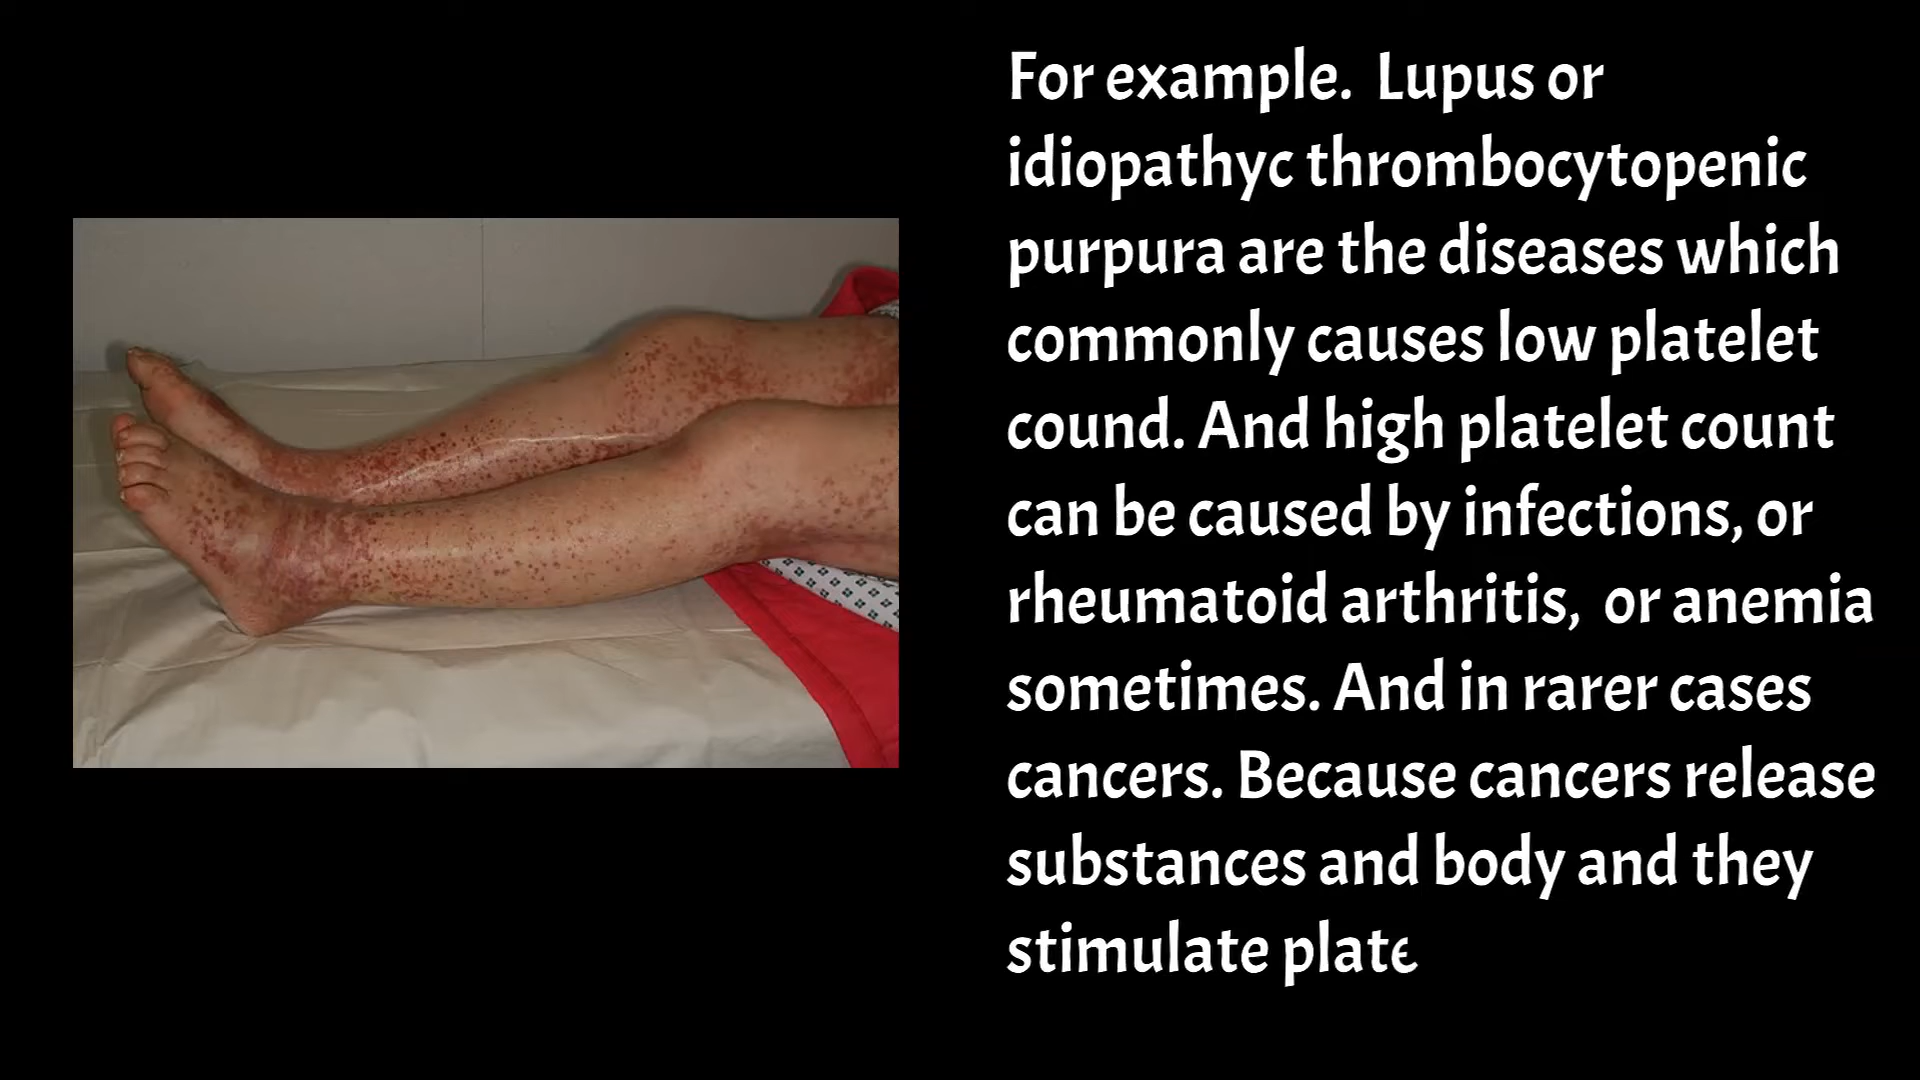 For example.  Lupus or
idiopathyc thrombocytopenic
purpura are the diseases which
commonly causes low platelet
cound. And high platelet count
can be caused by infections, or
rheumatoid arthritis,  or anemia
sometimes. And in rarer cases
cancers. Because cancers release
substances and body and they
stimulate plate